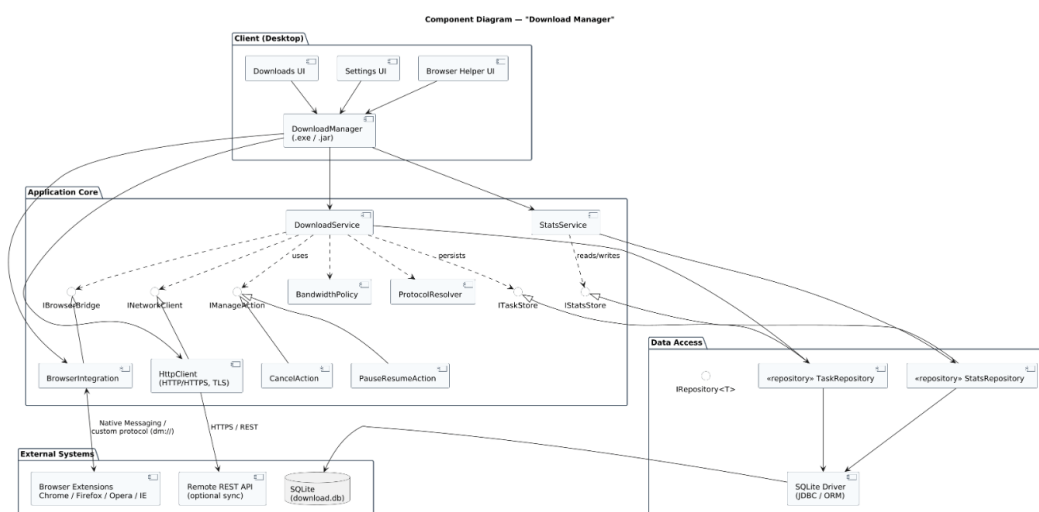 Component Diagram — "Download Manager"
Client (Desktop)
Downloads UI
Settings UI
Browser Helper UI
DownloadManager
(.exe / .jar)
Application Core
DownloadService
StatsService
uses
persists
reads/writes
IBrowserBridge
INetworkClient
IManageAction
BandwidthPolicy
ProtocolResolver
ITaskStore
IStatsStore
BrowserIntegration
HttpClient
(HTTP/HTTPS, TLS)
CancelAction
PauseResumeAction
Data Access
IRepository<T>
«repository» TaskRepository
«repository» StatsRepository
Native Messaging /
custom protocol (dm://)
HTTPS / REST
External Systems
Browser Extensions
Chrome / Firefox / Opera / IE
Remote REST API
(optional sync)
SQLite
(download.db)
SQLite Driver
(JDBC / ORM)